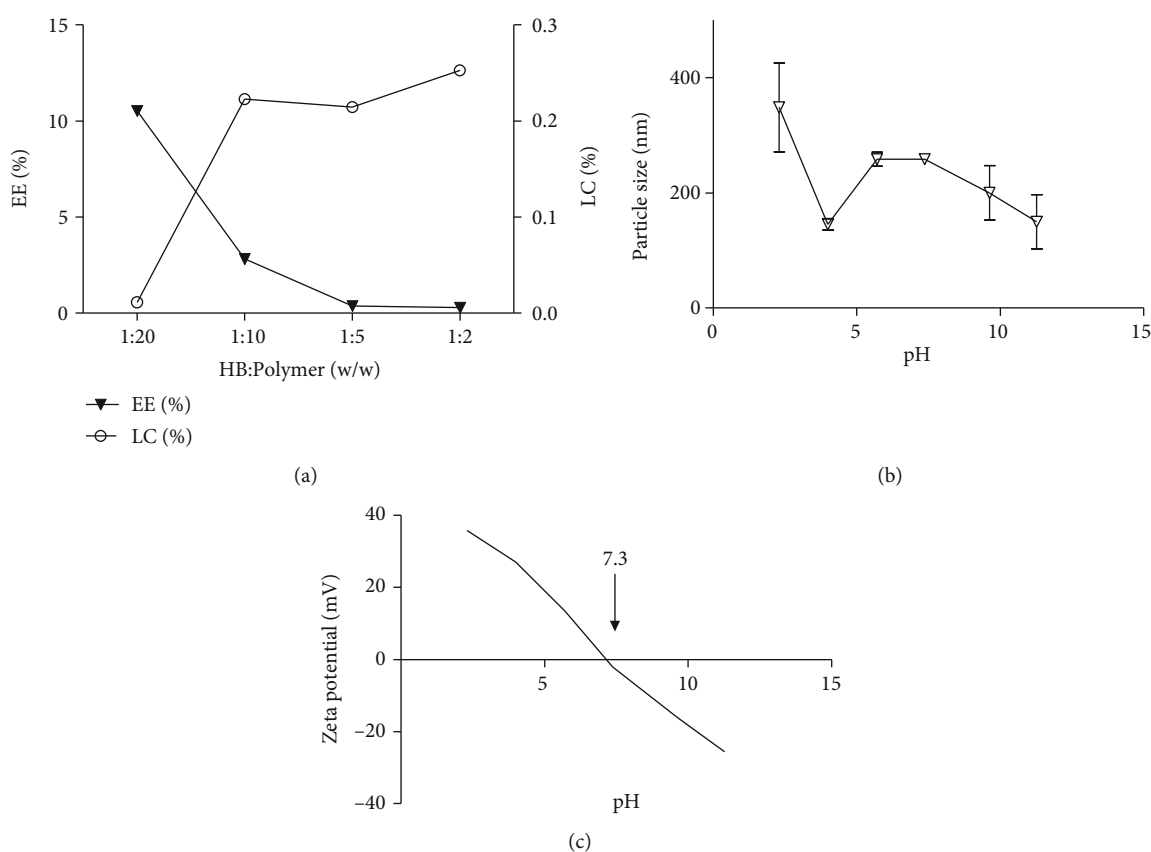 15
10
5
0
EE (%)
0.3
0.2
0.1
0.0
LC (%)
1:20 1:10 1:5 1:2
HB:Polymer (w/w)
EE (%)
LC (%)
(a)
400
200
0
Particle size (nm)
0 5 10 15
pH
(b)
40
20
0
–20
–40
Zeta potential (mV)
7.3
5 10 15
pH
(c)